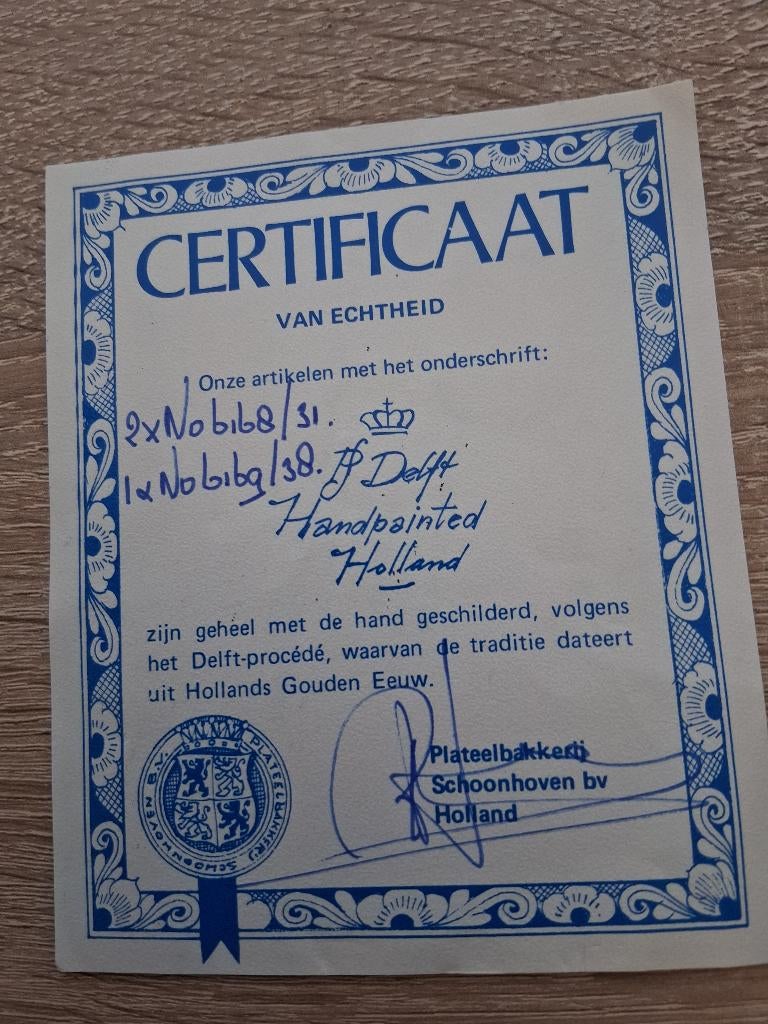 CERTIFICAAT
VAN ECHTHEID
Onze artikelen met het onderschrift:
2x No 6168/31.
1x No 6169/38.
Delft
Handpainted
Holland
zijn geheel met de hand geschilderd, volgens
het Delft-procédé, waarvan de traditie dateert
uit Hollands Gouden Eeuw.
PLATEELBAKKERIJ SCHOONHOVEN B.V.
Plateelbakkerij
Schoonhoven bv
Holland